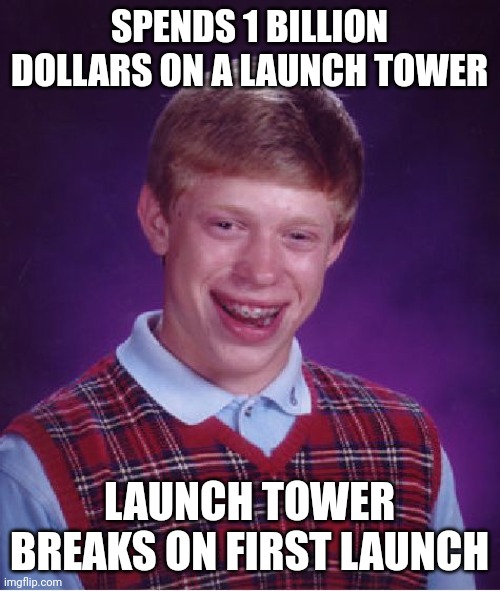 SPENDS 1 BILLION
DOLLARS ON A LAUNCH TOWER
LAUNCH TOWER
BREAKS ON FIRST LAUNCH
imgflip.com